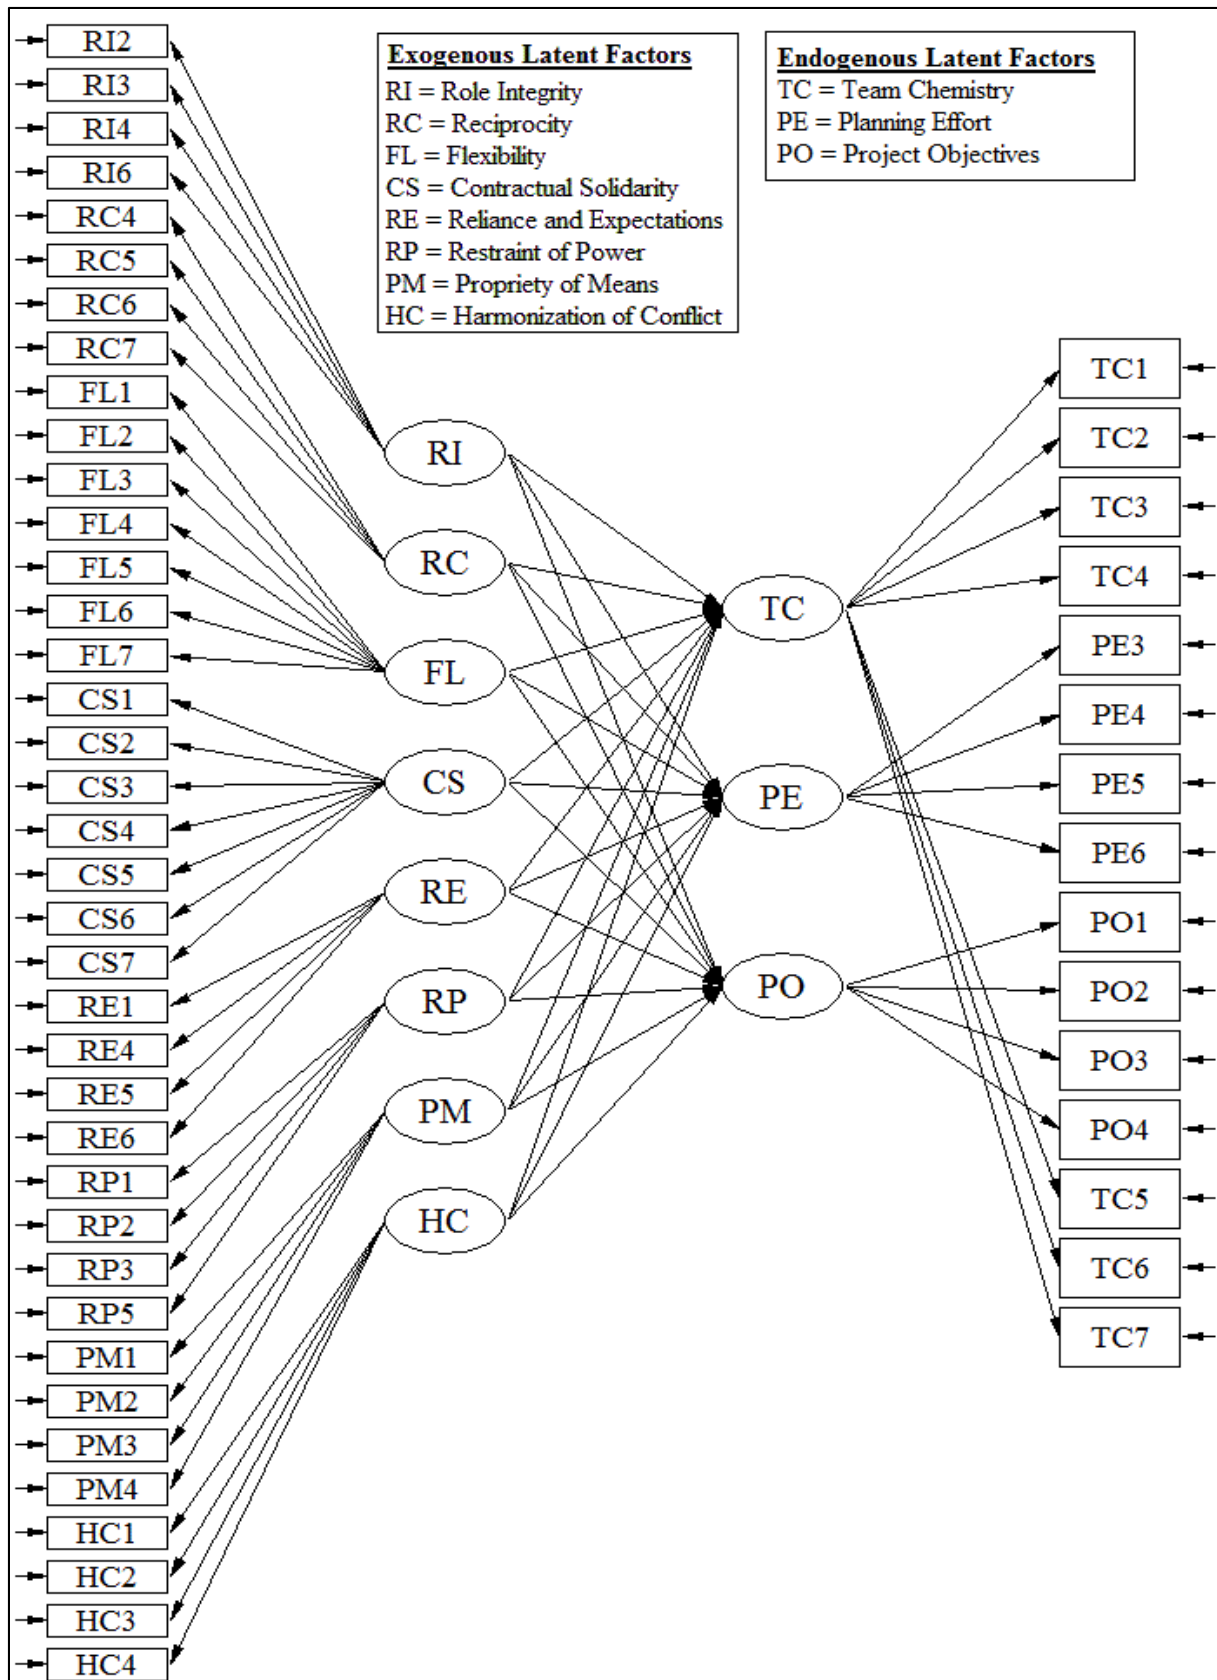 RI2
RI3
RI4
RI6
RC4
RC5
RC6
RC7
FL1
FL2
FL3
FL4
FL5
FL6
FL7
CS1
CS2
CS3
CS4
CS5
CS6
CS7
RE1
RE4
RE5
RE6
RP1
RP2
RP3
RP5
PM1
PM2
PM3
PM4
HC1
HC2
HC3
HC4
Exogenous Latent Factors
RI = Role Integrity
RC = Reciprocity
FL = Flexibility
CS = Contractual Solidarity
RE = Reliance and Expectations
RP = Restraint of Power
PM = Propriety of Means
HC = Harmonization of Conflict
Endogenous Latent Factors
TC = Team Chemistry
PE = Planning Effort
PO = Project Objectives
RI
RC
FL
CS
RE
RP
PM
HC
TC
PE
PO
TC1
TC2
TC3
TC4
PE3
PE4
PE5
PE6
PO1
PO2
PO3
PO4
TC5
TC6
TC7